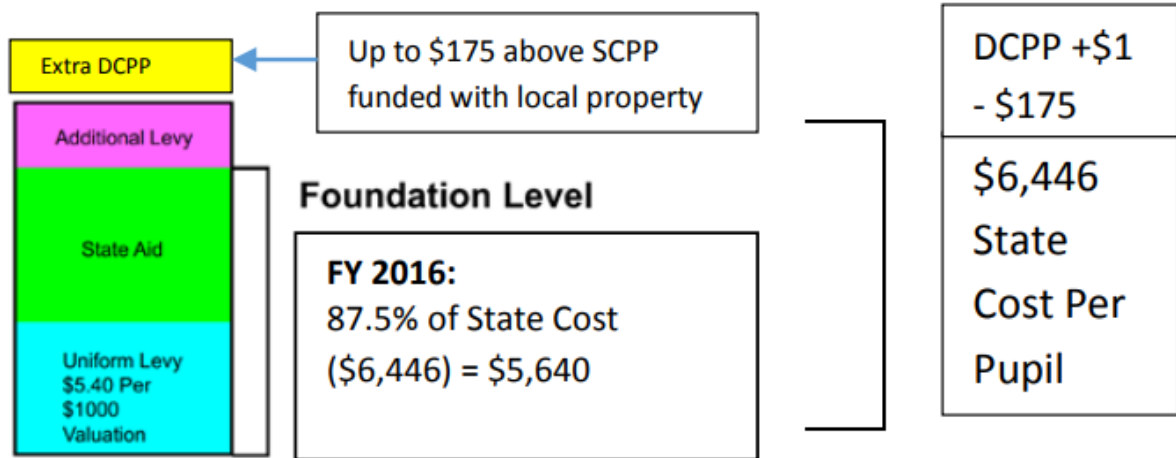 Extra DCPP
Up to $175 above SCPP
funded with local property
DCPP +$1
- $175
Additional Levy
Foundation Level
State Aid
FY 2016:
87.5% of State Cost
($6,446) = $5,640
Uniform Levy
$5.40 Per
$1000
Valuation
$6,446
State
Cost Per
Pupil